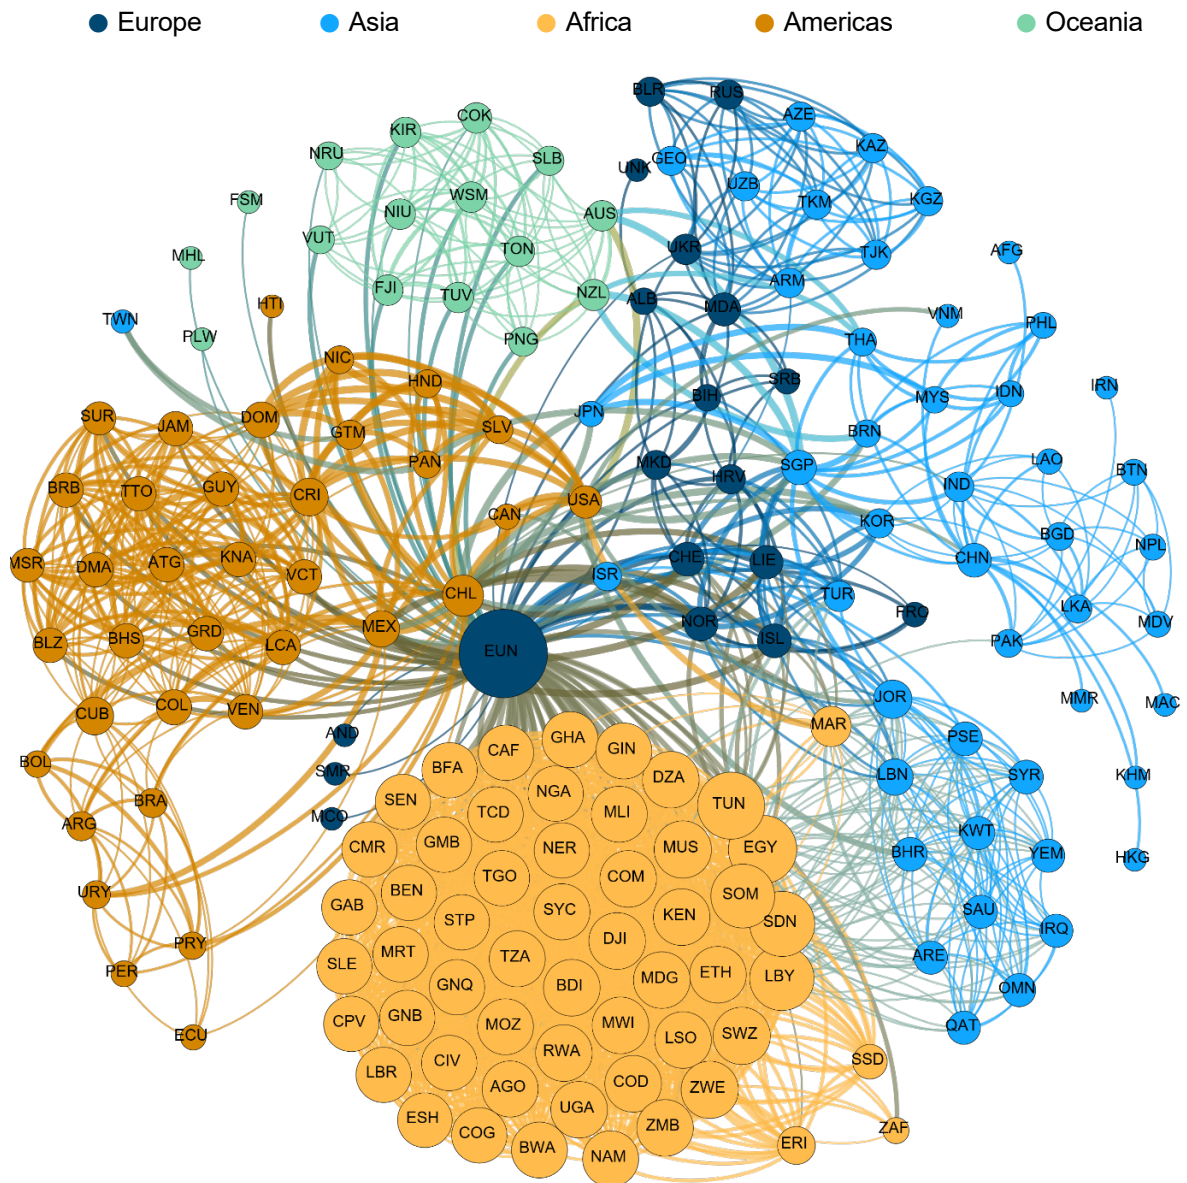 Europe Asia Africa Americas Oceania
BLR
RUS
AZE
KAZ
KGZ
TJK
TKM
UZB
GEO
UNK
UKR
ARM
MDA
ALB
COK
KIR
SLB
NRU
WSM
NIU
FSM
VUT
AUS
TON
MHL
FJI
TUV
NZL
PLW
PNG
TWN
HTI
AFG
VNM
PHL
THA
IRN
NIC
HND
SRB
BIH
MYS
IDN
JPN
SUR
JAM
DOM
GTM
SLV
BRN
PAN
MKD
HRV
SGP
LAO
BTN
BRB
TTO
GUY
CRI
USA
CAN
IND
KOR
BGD
NPL
MSR
DMA
ATG
KNA
VCT
CHL
ISR
CHE
LIE
CHN
TUR
LKA
MDV
FRO
BLZ
BHS
GRD
LCA
MEX
EUN
NOR
ISL
PAK
CUB
COL
VEN
AND
MAR
JOR
MMR
MAC
PSE
BOL
SMR
MCO
LBN
SYR
KHM
BRA
ARG
KWT
BHR
YEM
HKG
URY
SAU
IRQ
PRY
PER
ARE
OMN
ECU
QAT
CAF
GHA
GIN
BFA
DZA
SEN
TCD
NGA
MLI
TUN
CMR
GMB
NER
MUS
EGY
BEN
TGO
COM
SOM
GAB
STP
SYC
KEN
SDN
SLE
MRT
TZA
DJI
MDG
ETH
LBY
GNQ
BDI
CPV
GNB
MOZ
MWI
LSO
SWZ
LBR
CIV
RWA
SSD
AGO
COD
ZWE
ESH
UGA
ZMB
COG
BWA
NAM
ERI
ZAF